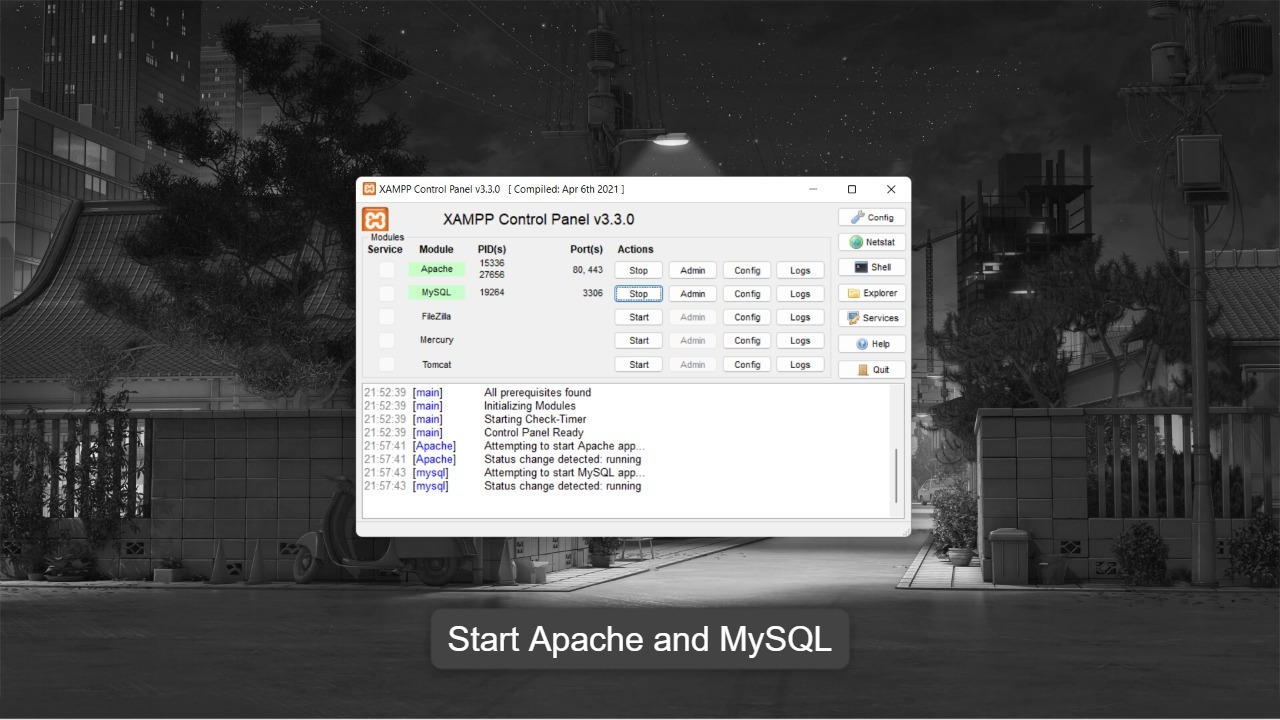 XAMPP Control Panel v3.3.0 [ Compiled: Apr 6th 2021 ]
XAMPP Control Panel v3.3.0
Config
Modules
Service Module PID(s) Port(s) Actions
Netstat
Apache 15336 27656 80, 443 Stop Admin Config Logs
Shell
MySQL 19264 3306 Stop Admin Config Logs
Explorer
FileZilla Start Admin Config Logs
Services
Mercury Start Admin Config Logs
Help
Tomcat Start Admin Config Logs
Quit
21:52:39 [main] All prerequisites found
21:52:39 [main] Initializing Modules
21:52:39 [main] Starting Check-Timer
21:52:39 [main] Control Panel Ready
21:57:41 [Apache] Attempting to start Apache app...
21:57:41 [Apache] Status change detected: running
21:57:43 [mysql] Attempting to start MySQL app...
21:57:43 [mysql] Status change detected: running
Start Apache and MySQL